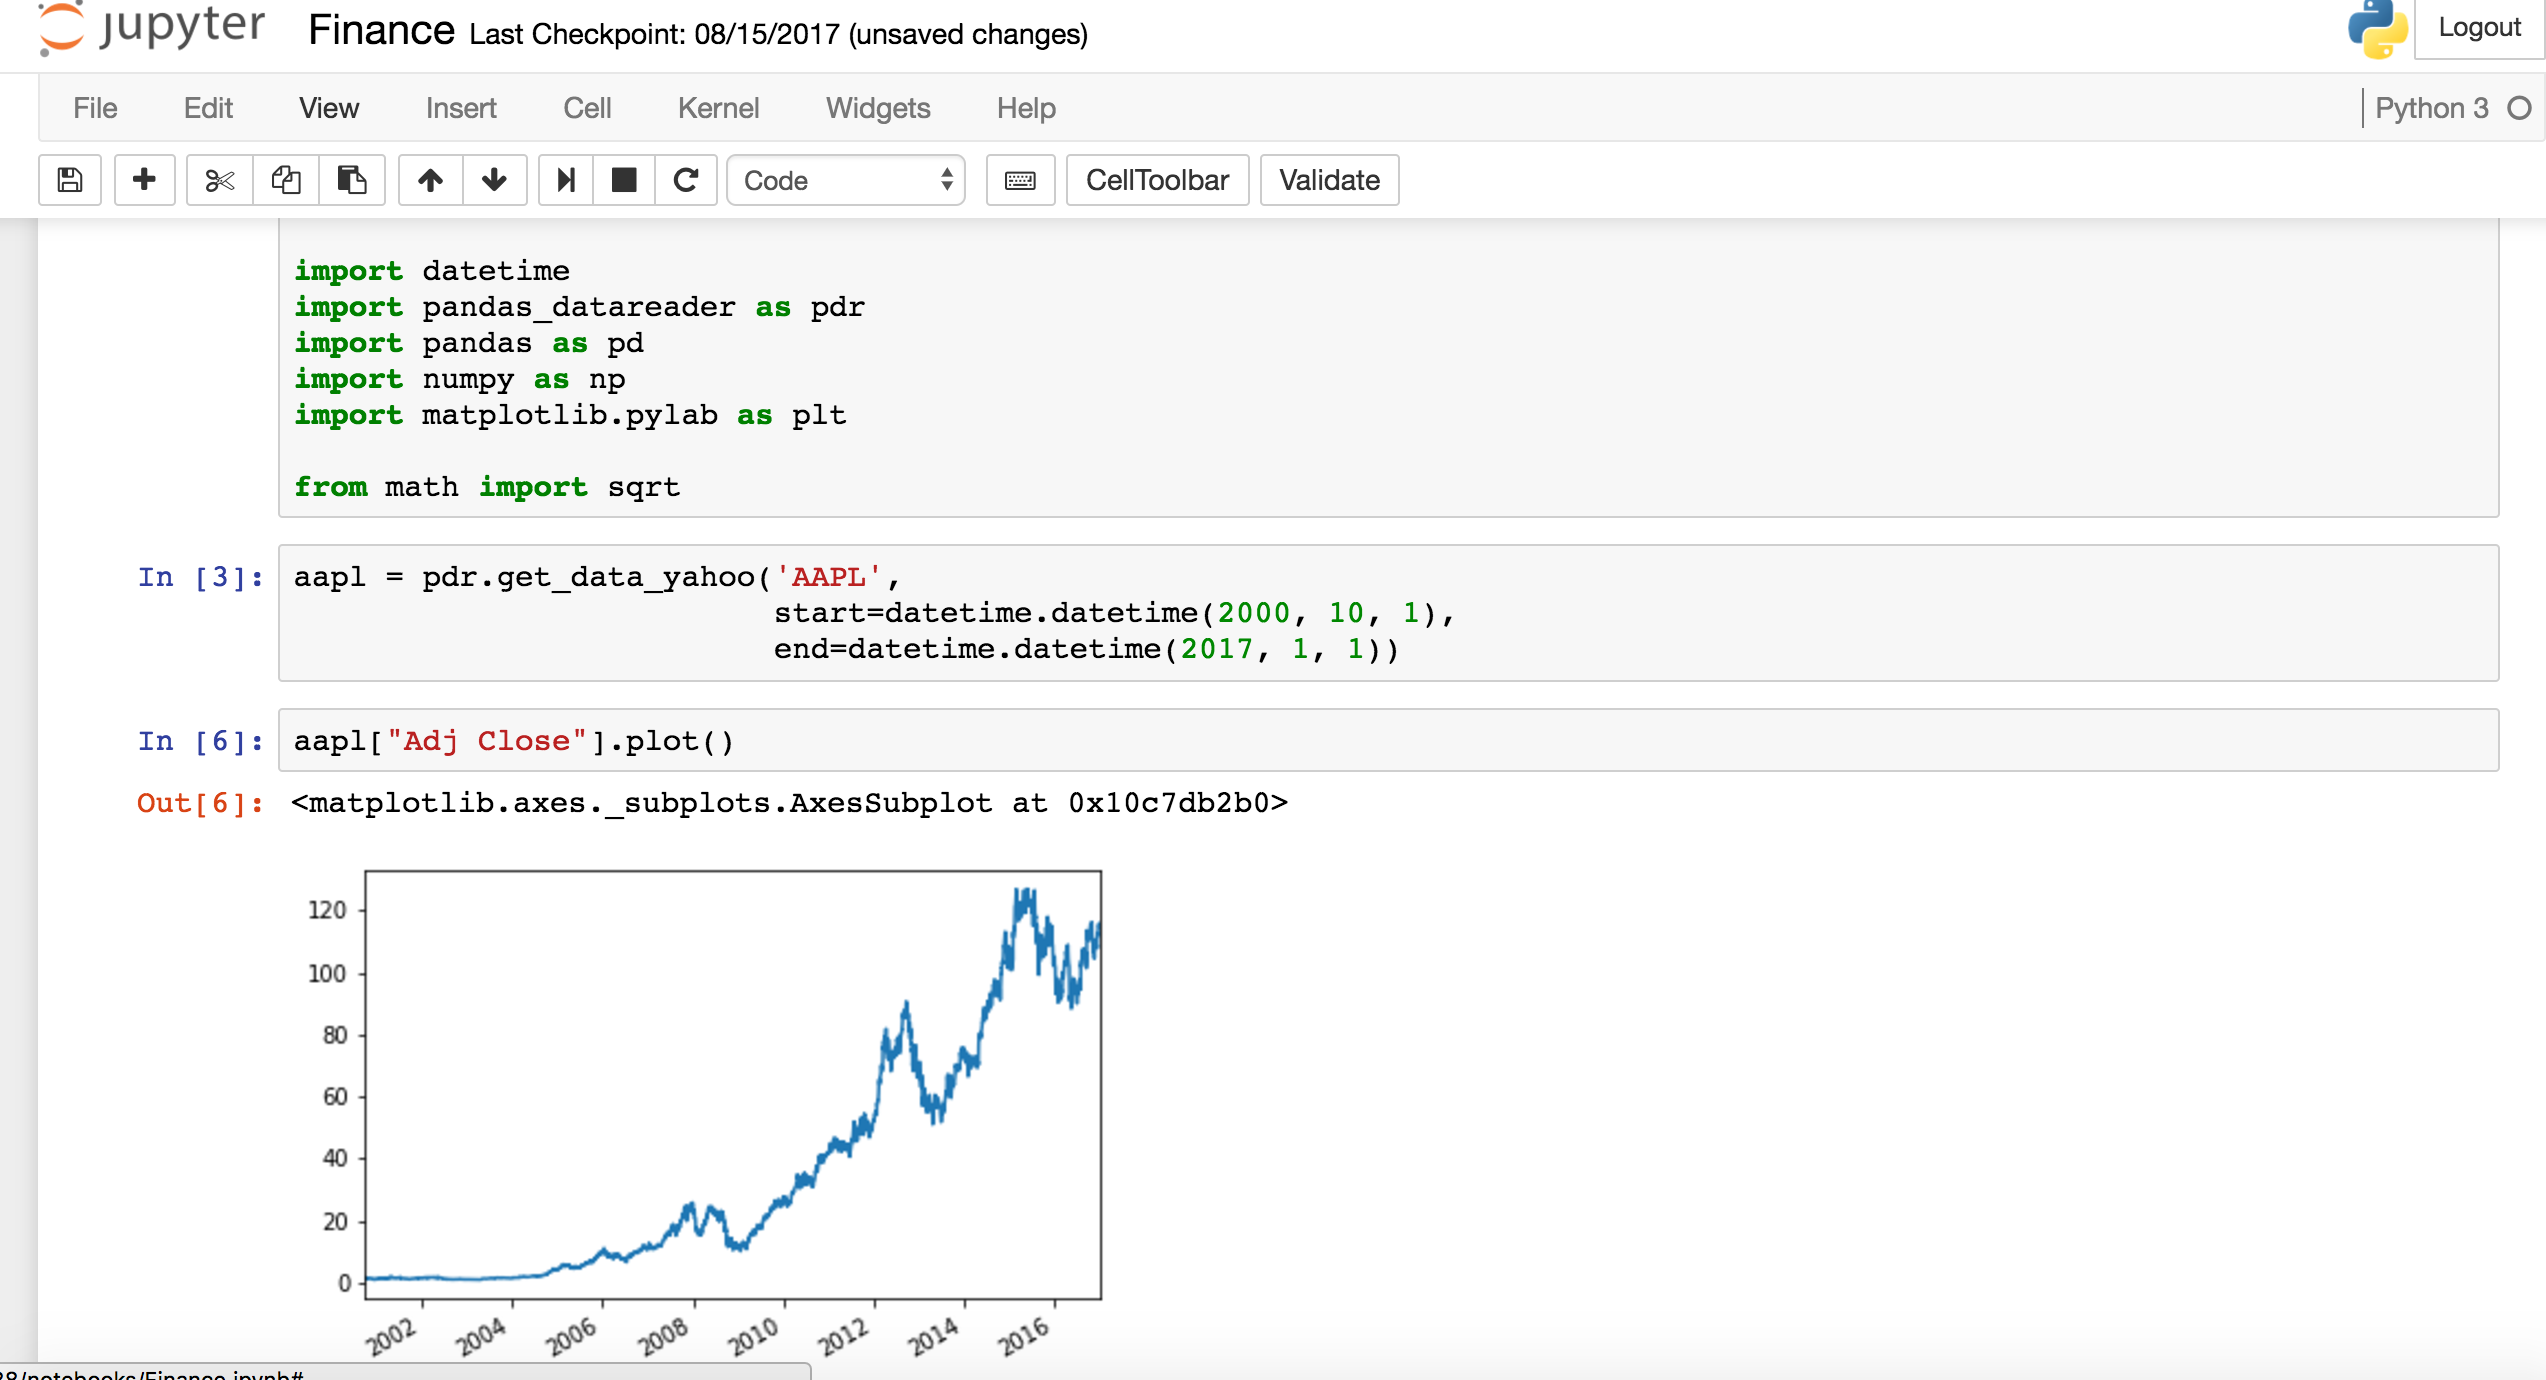 jupyter Finance Last Checkpoint: 08/15/2017 (unsaved changes) Logout
File Edit View Insert Cell Kernel Widgets Help Python 3
Code CellToolbar Validate
import datetime
import pandas_datareader as pdr
import pandas as pd
import numpy as np
import matplotlib.pylab as plt
from math import sqrt
In [3]: aapl = pdr.get_data_yahoo('AAPL',
start=datetime.datetime(2000, 10, 1),
end=datetime.datetime(2017, 1, 1))
In [6]: aapl["Adj Close"].plot()
Out[6]: <matplotlib.axes._subplots.AxesSubplot at 0x10c7db2b0>
120
100
80
60
40
20
0
2002 2004 2006 2008 2010 2012 2014 2016
88/notebooks/Finance.ipynb#